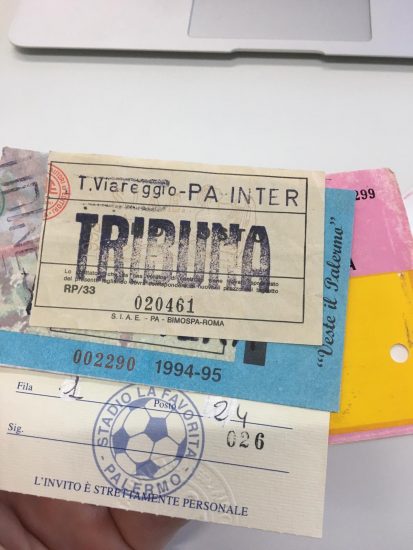 T.Viareggio-PA INTER
TRIBUNA
RP/33
020461
S.I.A.E. - PA - BIMOSPA-ROMA
299
"Veste il Palermo"
002290 1994-95
Fila 1 Posto 24
Sig. 026
STADIO LA FAVORITA
PALERMO
L'INVITO È STRETTAMENTE PERSONALE